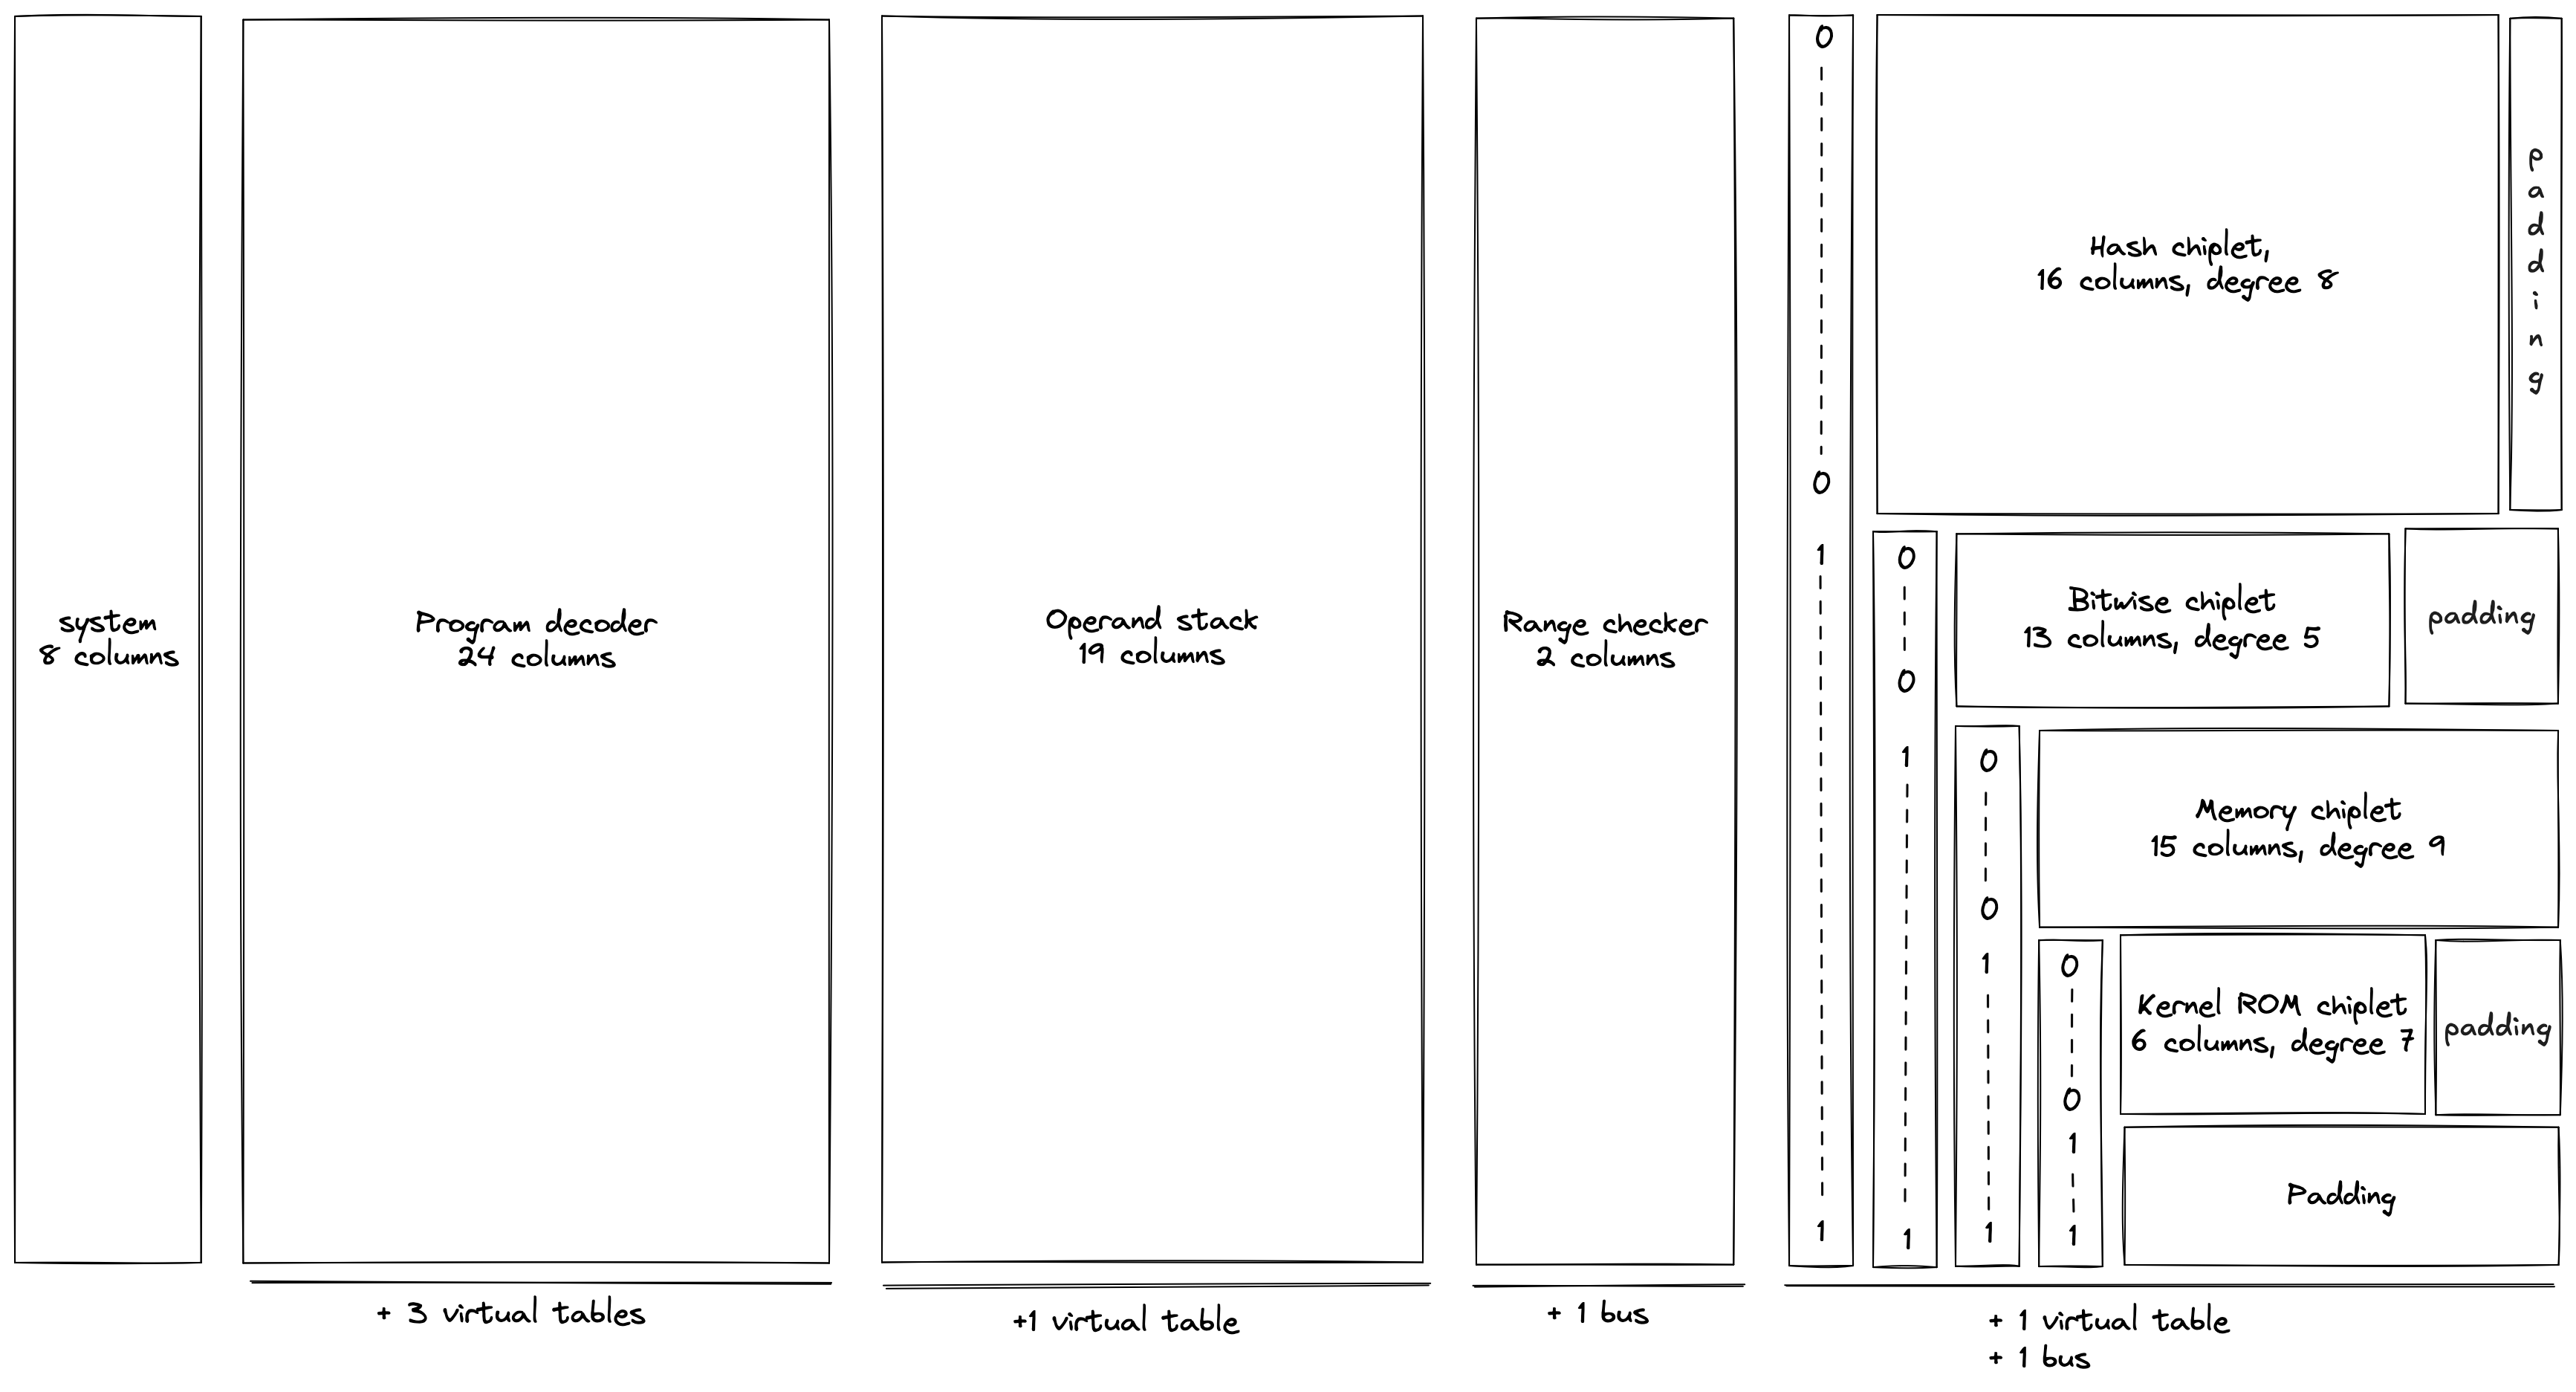 system
8 columns
Program decoder
24 columns
Operand stack
19 columns
Range checker
2 columns
0
0
1
1
Hash chiplet,
16 columns, degree 8
padding
0
0
1
1
Bitwise chiplet
13 columns, degree 5
padding
0
0
1
1
Memory chiplet
15 columns, degree 9
0
0
1
1
Kernel ROM chiplet
6 columns, degree 7
padding
Padding
+ 3 virtual tables
+1 virtual table
+ 1 bus
+ 1 virtual table
+ 1 bus